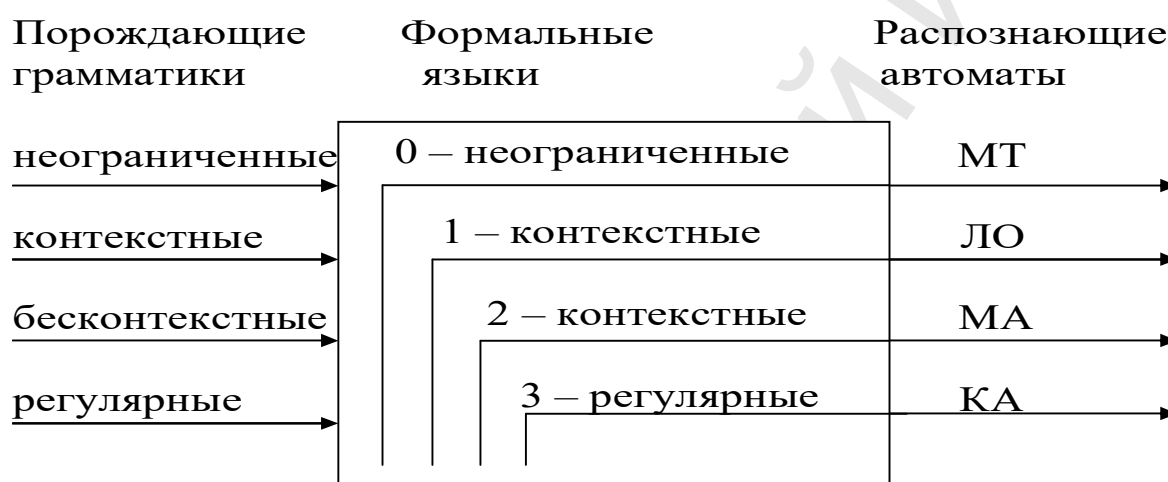 Порождающие Формальные Распознающие
грамматики языки автоматы
неограниченные 0 – неограниченные МТ
контекстные 1 – контекстные ЛО
бесконтекстные 2 – контекстные МА
регулярные 3 – регулярные КА